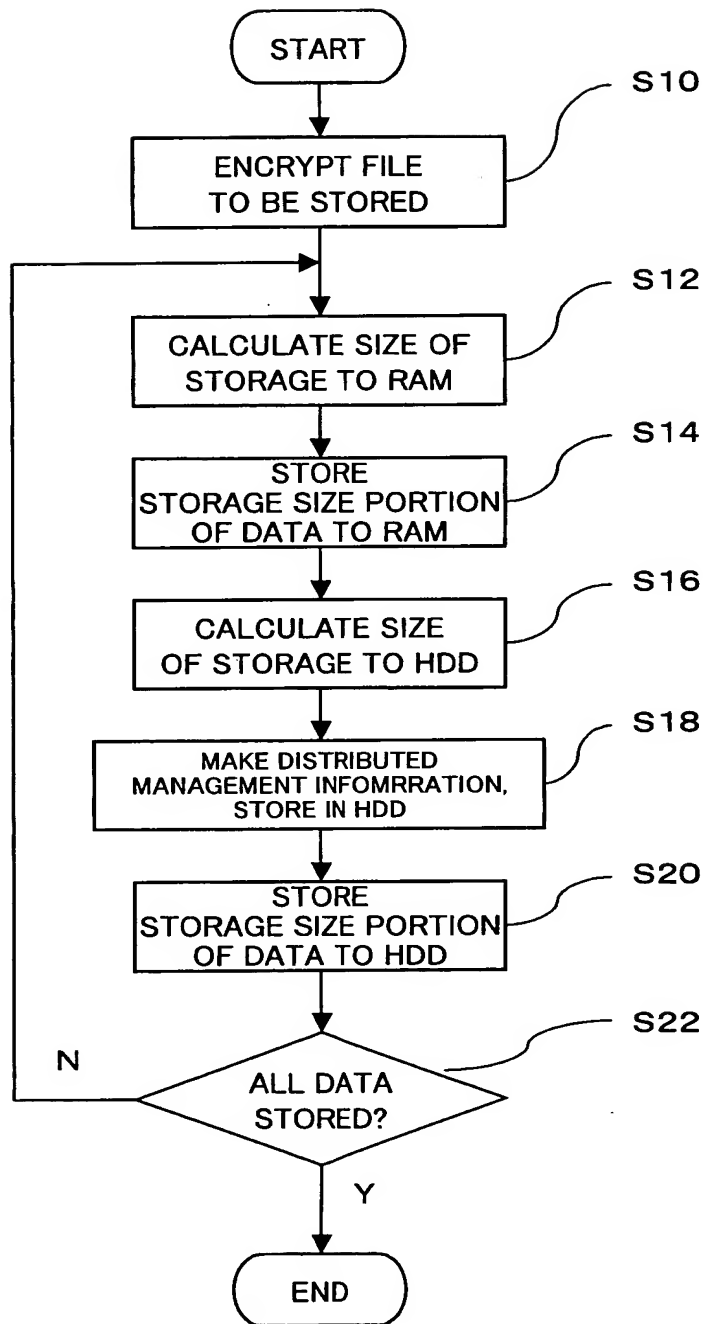 START
S10
ENCRYPT FILE
TO BE STORED
S12
CALCULATE SIZE OF
STORAGE TO RAM
S14
STORE
STORAGE SIZE PORTION
OF DATA TO RAM
S16
CALCULATE SIZE
OF STORAGE TO HDD
S18
MAKE DISTRIBUTED
MANAGEMENT INFOMRRATION,
STORE IN HDD
S20
STORE
STORAGE SIZE PORTION
OF DATA TO HDD
S22
N
ALL DATA
STORED?
Y
END